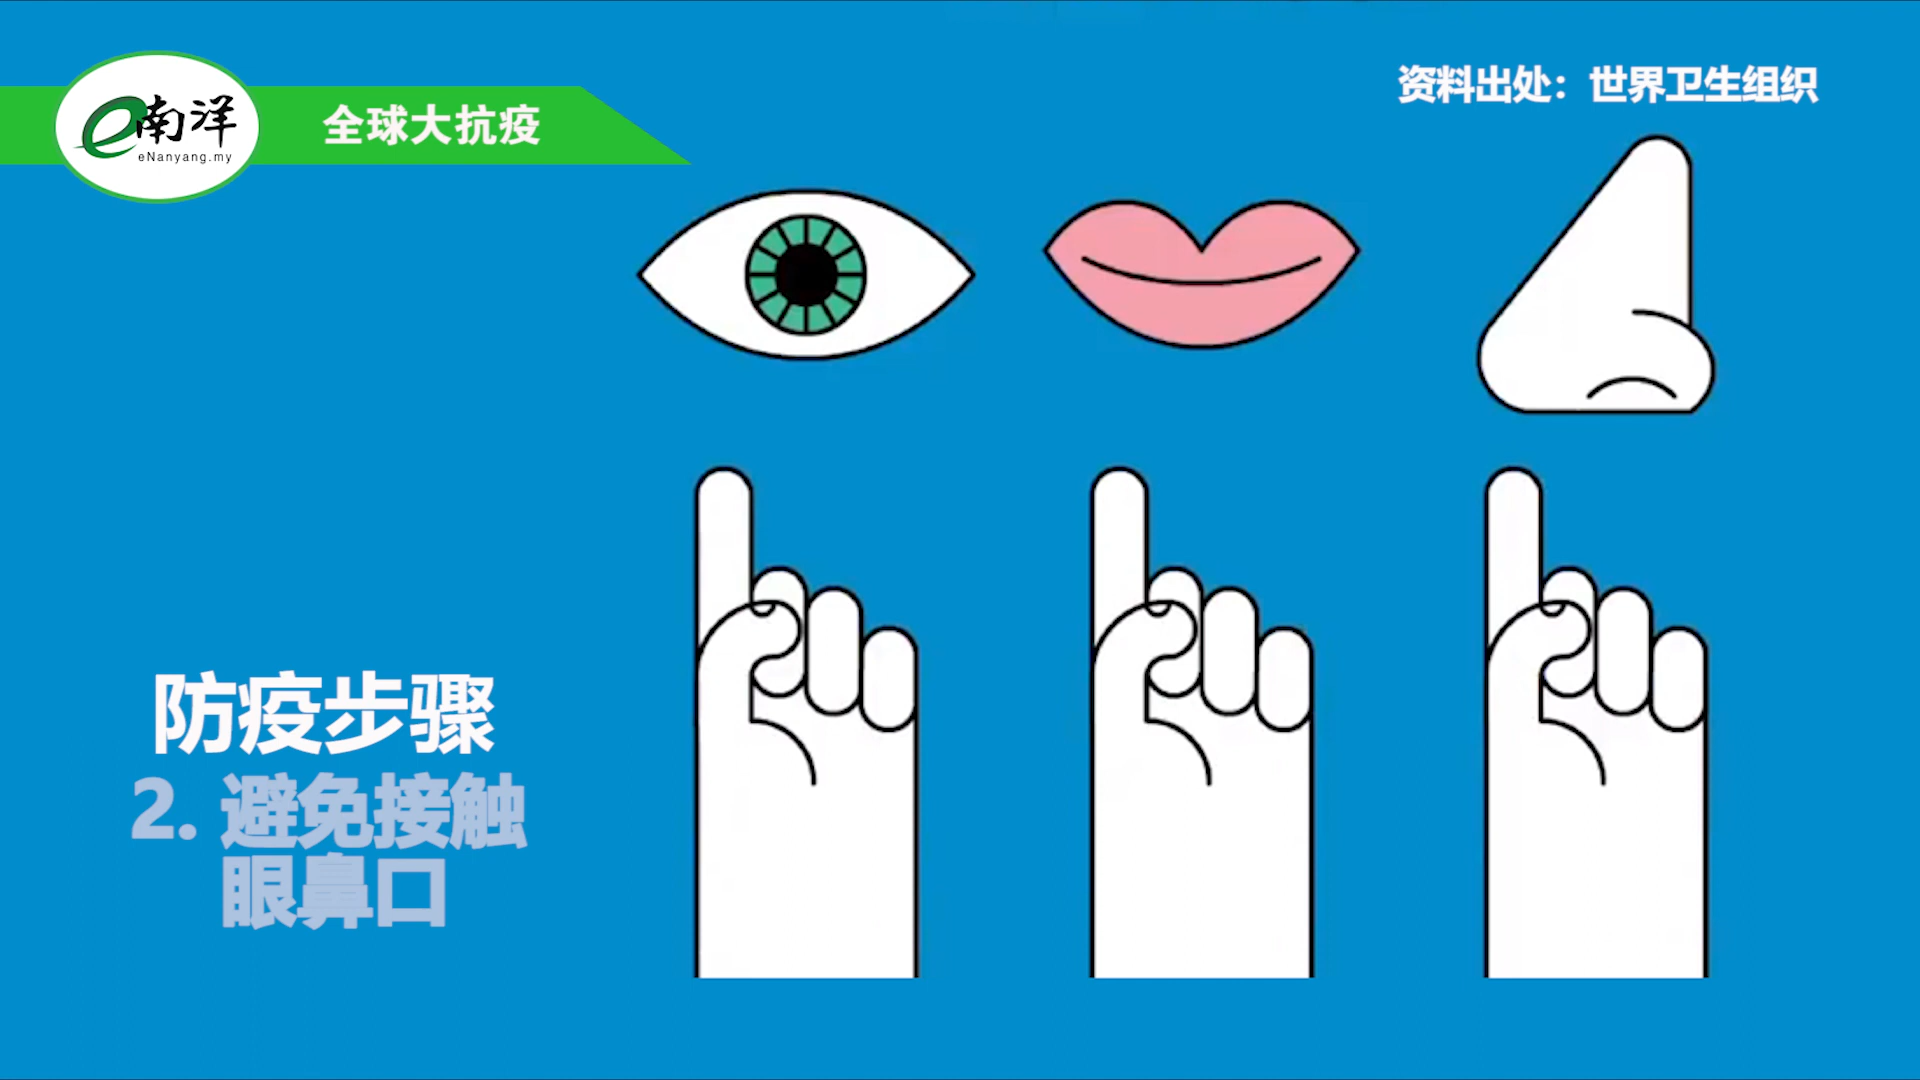 e南洋
eNanyang.my
全球大抗疫
资料出处：世界卫生组织
防疫步骤
2. 避免接触
眼鼻口